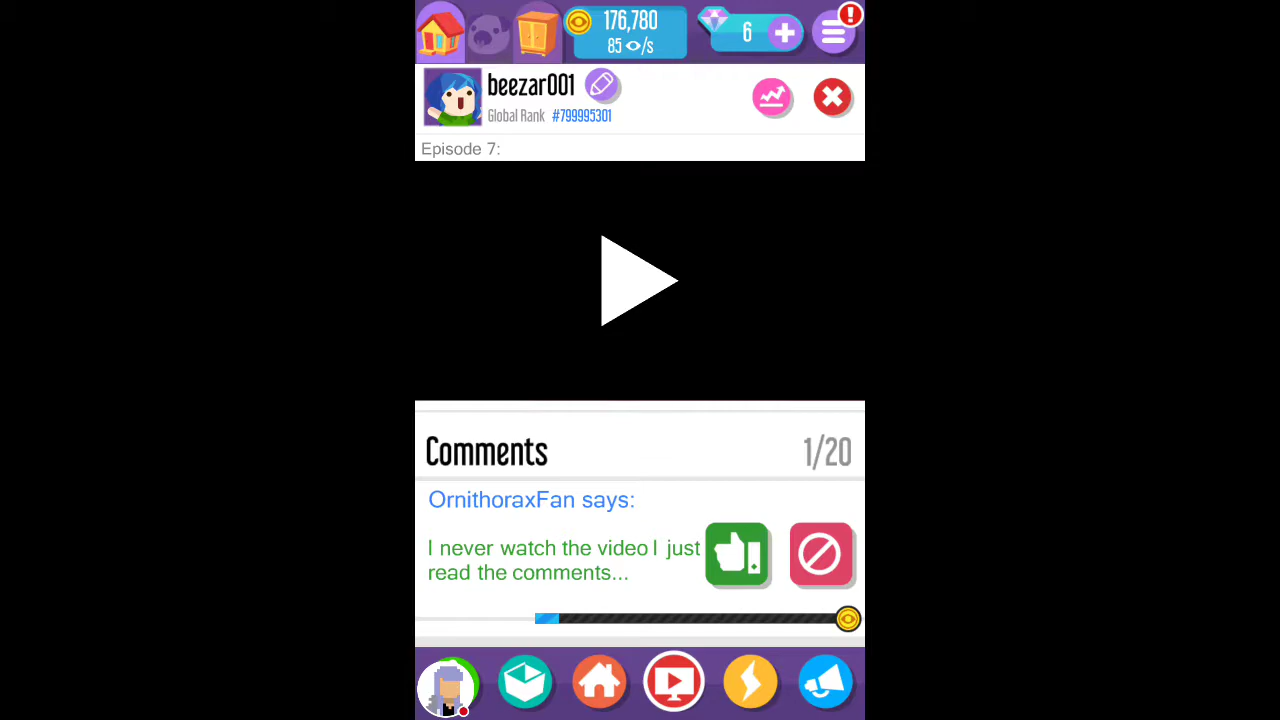 176,780
85 /s
6
!
beezar001
Global Rank #799995301
Episode 7:
Comments 1/20
OrnithoraxFan says:
I never watch the video I just
read the comments...